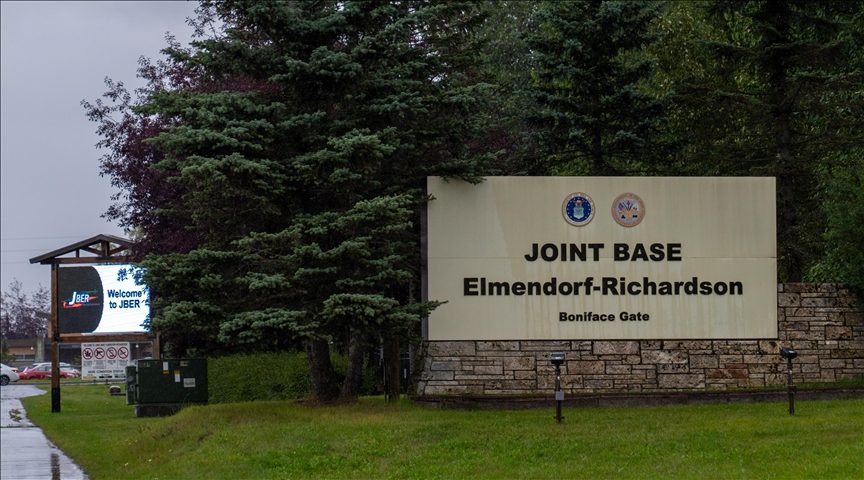 JBER
Welcome
to JBER
JOINT BASE
Elmendorf-Richardson
Boniface Gate